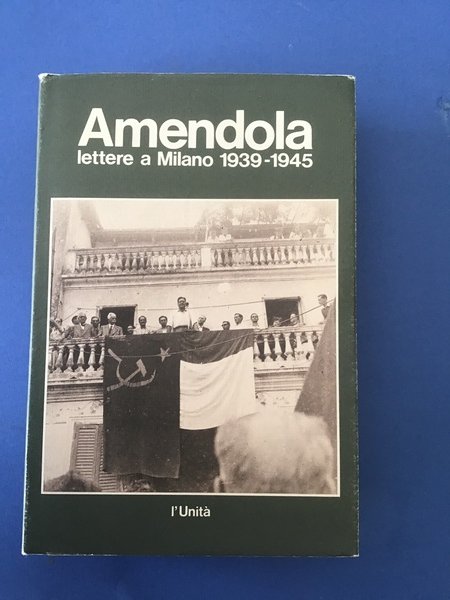 Amendola
lettere a Milano 1939-1945
l'Unità